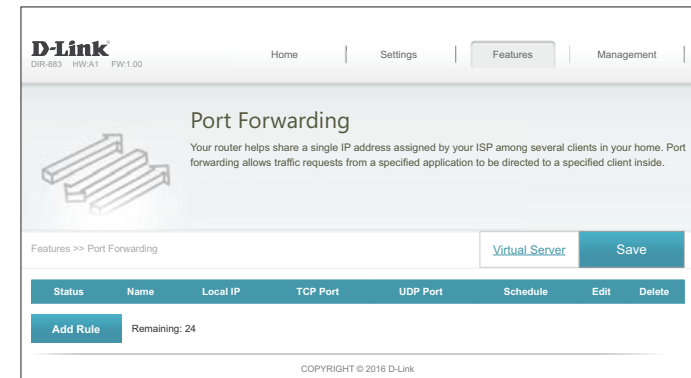 D-Link
DIR-883 HW:A1 FW:1.00
Home
Settings
Features
Management
Port Forwarding
Your router helps share a single IP address assigned by your ISP among several clients in your home. Port
forwarding allows traffic requests from a specified application to be directed to a specified client inside.
Features >> Port Forwarding
Virtual Server
Save
Status Name Local IP TCP Port UDP Port Schedule Edit Delete
Add Rule
Remaining: 24
COPYRIGHT © 2016 D-Link